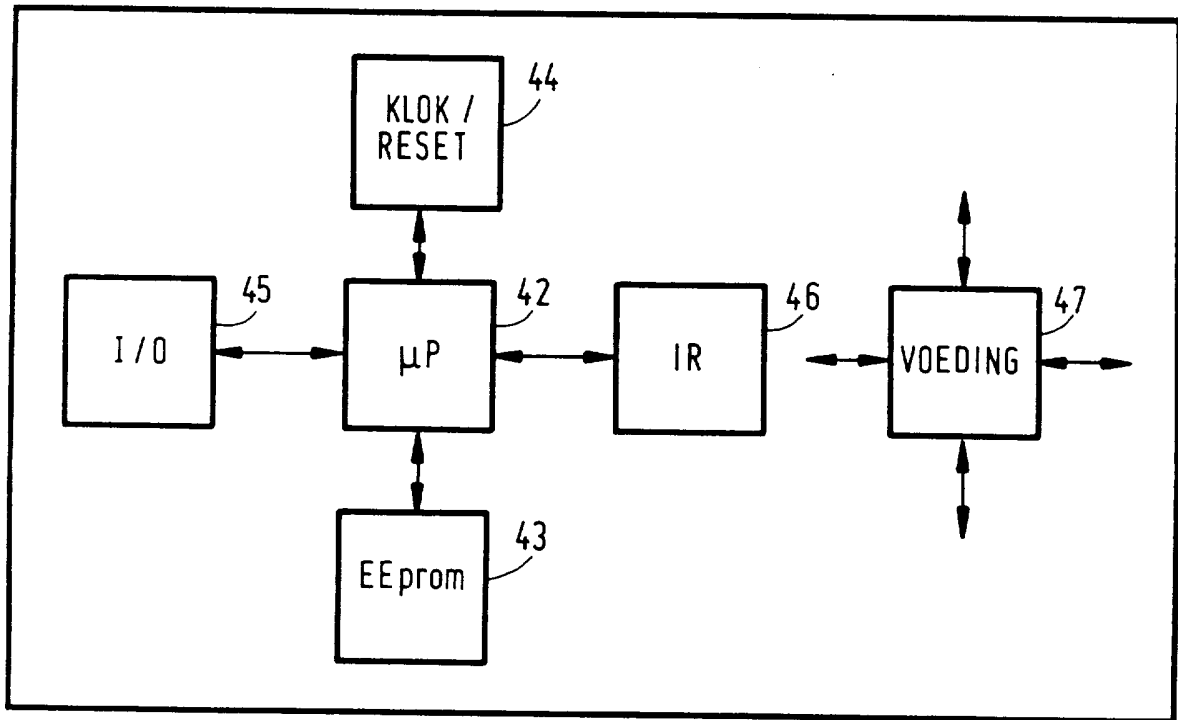 44
KLOK /
RESET
45
I/O
42
µP
46
IR
47
VOEDING
43
EEprom